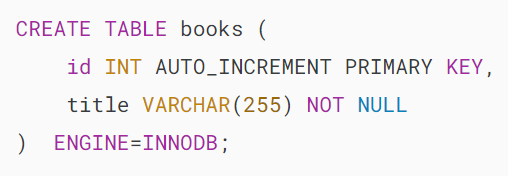 CREATE TABLE books (
    id INT AUTO_INCREMENT PRIMARY KEY,
    title VARCHAR(255) NOT NULL
)  ENGINE=INNODB;